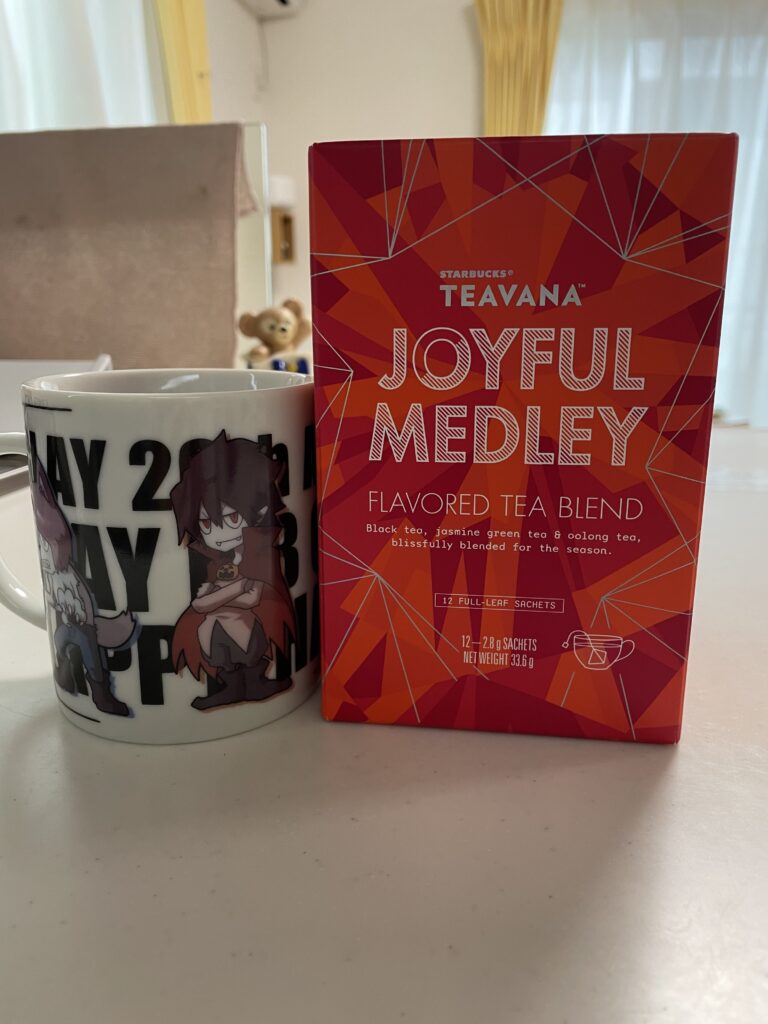 STARBUCKS®
TEAVANA™
JOYFUL
MEDLEY
FLAVORED TEA BLEND
Black tea, jasmine green tea & oolong tea,
blissfully blended for the season.
12 FULL-LEAF SACHETS
12—2.8 g SACHETS
NET WEIGHT 33.6 g